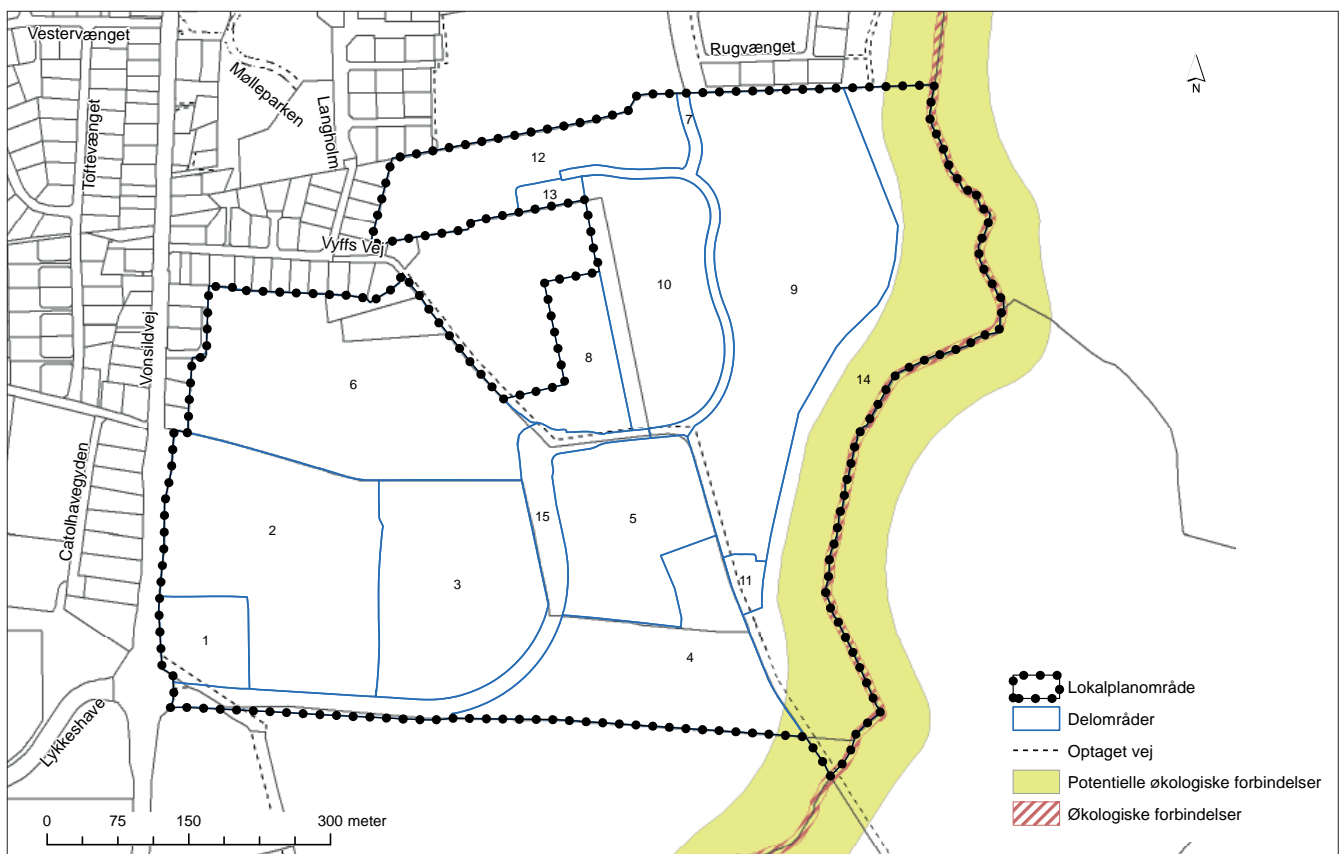 Vestervænget
Rugvænget
Mølleparken
Langholm
Toftevænget
N
7
12
13
Vyffs Vej
10
9
Vonsildvej
6
8
14
Catolhavegyden
2
15
5
3
11
1
4
Lykkeshave
Lokalplanområde
Delområder
Optaget vej
Potentielle økologiske forbindelser
Økologiske forbindelser
0 75 150 300 meter